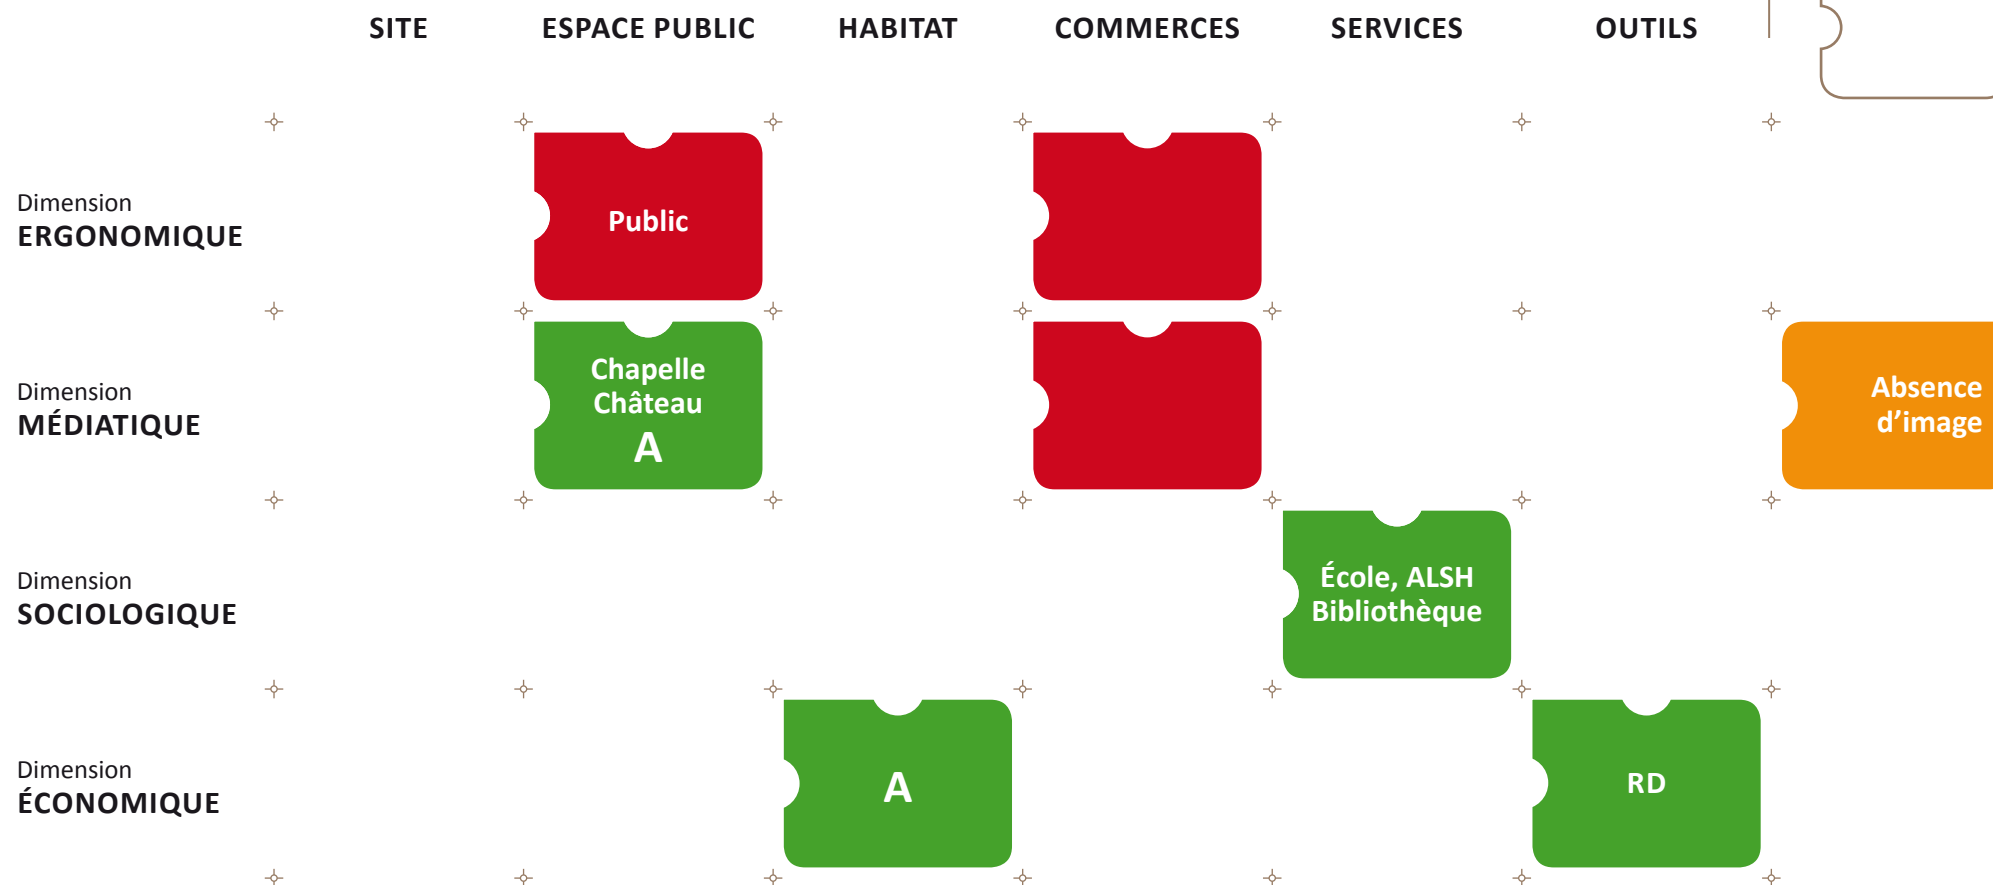 SITE ESPACE PUBLIC HABITAT COMMERCES SERVICES OUTILS
Dimension
ERGONOMIQUE
Public
Dimension
MÉDIATIQUE
Chapelle
Château
A
Absence
d’image
Dimension
SOCIOLOGIQUE
École, ALSH
Bibliothèque
Dimension
ÉCONOMIQUE
A
RD